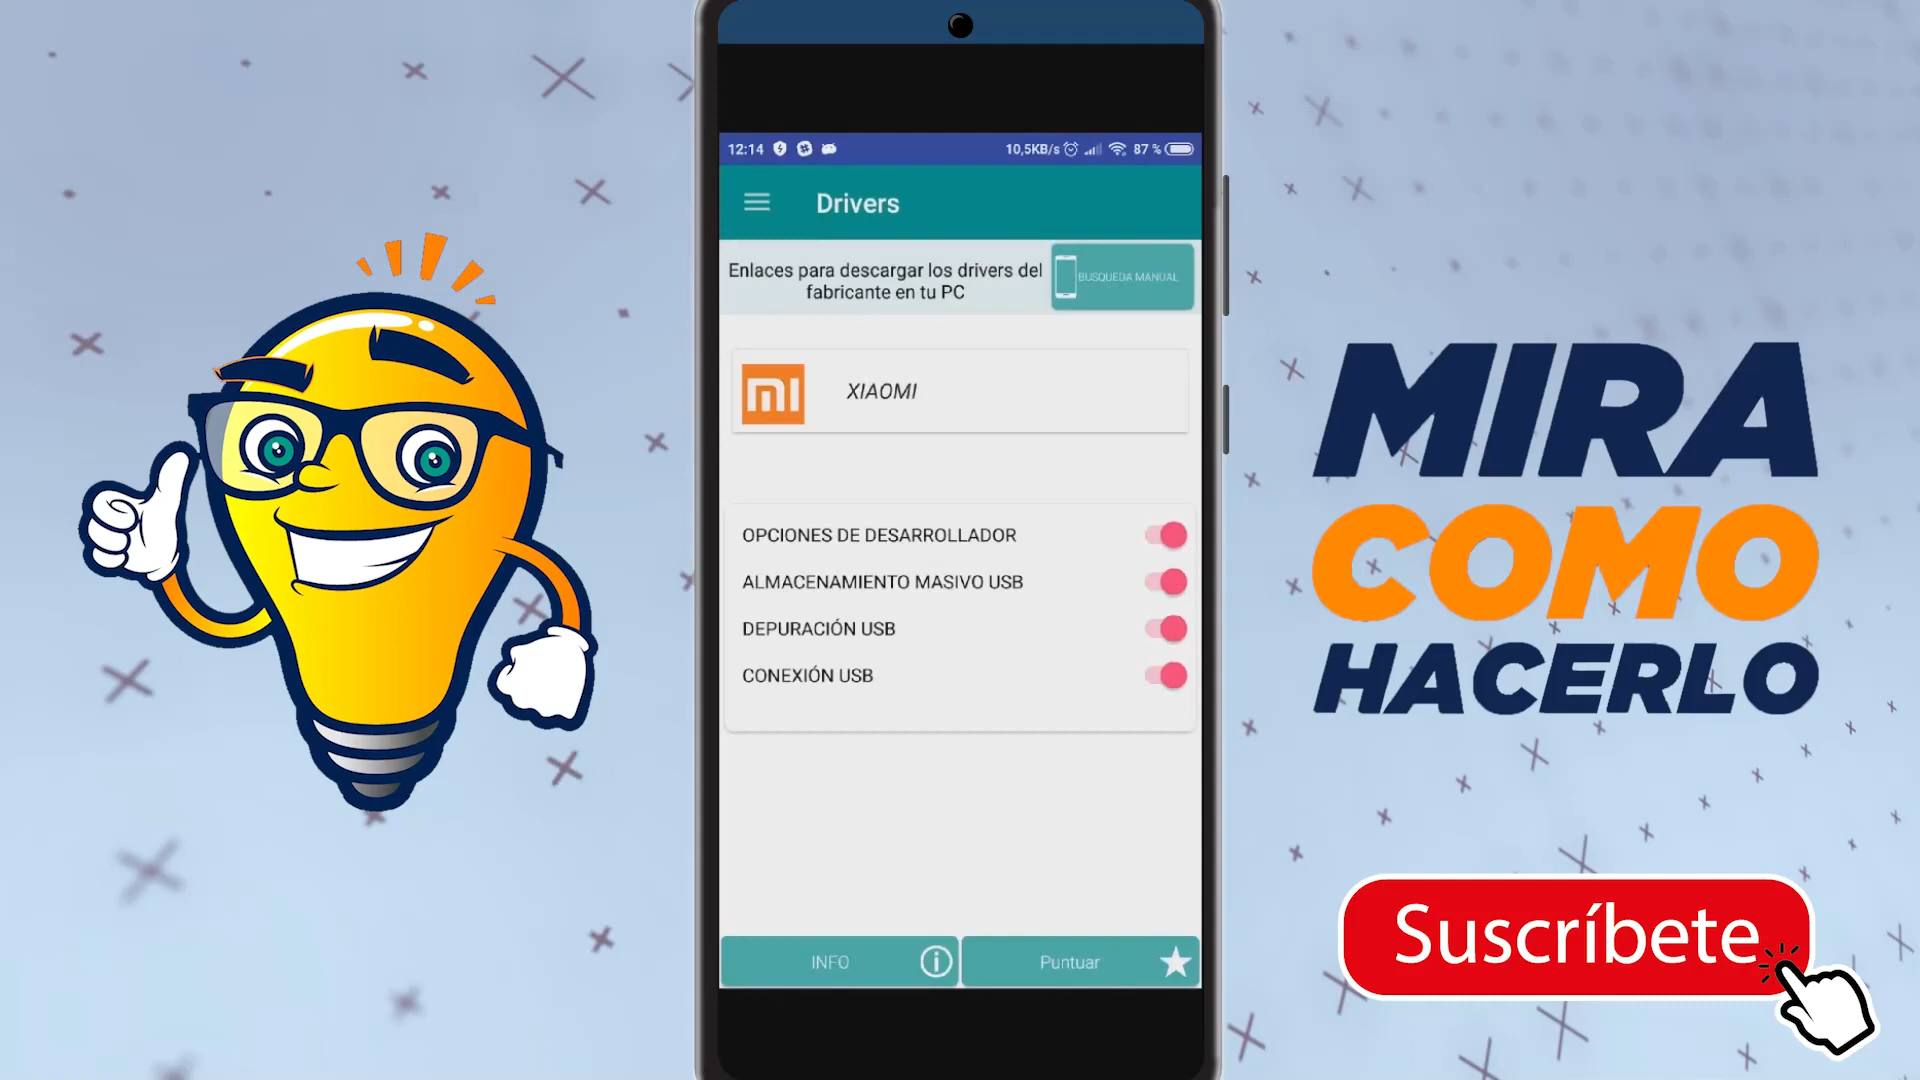 12:14
10,5KB/s
87 %
Drivers
Enlaces para descargar los drivers del
fabricante en tu PC
BUSQUEDA MANUAL
mi
XIAOMI
OPCIONES DE DESARROLLADOR
ALMACENAMIENTO MASIVO USB
DEPURACIÓN USB
CONEXIÓN USB
INFO
Puntuar
MIRA
COMO
HACERLO
Suscríbete